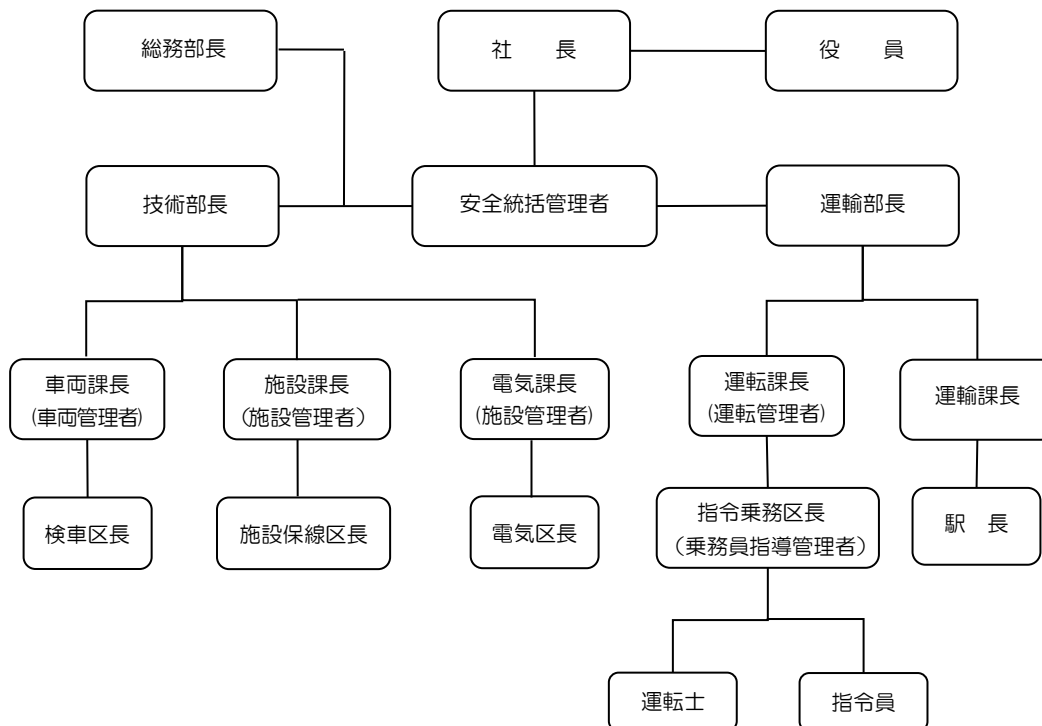 総務部長
社　　長
役　　員
技術部長
安全統括管理者
運輸部長
車両課長
(車両管理者)
施設課長
(施設管理者)
電気課長
(施設管理者)
運転課長
(運転管理者)
運輸課長
検車区長
施設保線区長
電気区長
指令乗務区長
(乗務員指導管理者)
駅　長
運転士
指令員